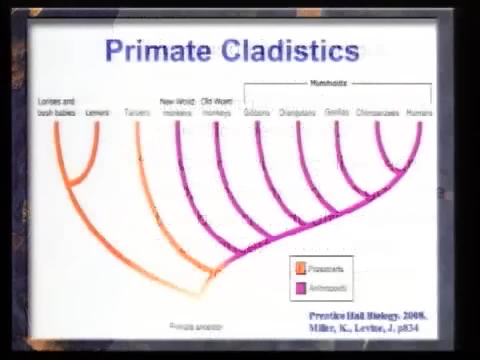 Primate Cladistics
Hominoids
Lorises and
bush babies
Lemurs
Tarsiers
New World
monkeys
Old World
monkeys
Gibbons
Orangutans
Gorillas
Chimpanzees
Humans
Prosimians
Anthropoids
Primate ancestor
Prentice Hall Biology. 2008.
Miller, K., Levine, J. p834